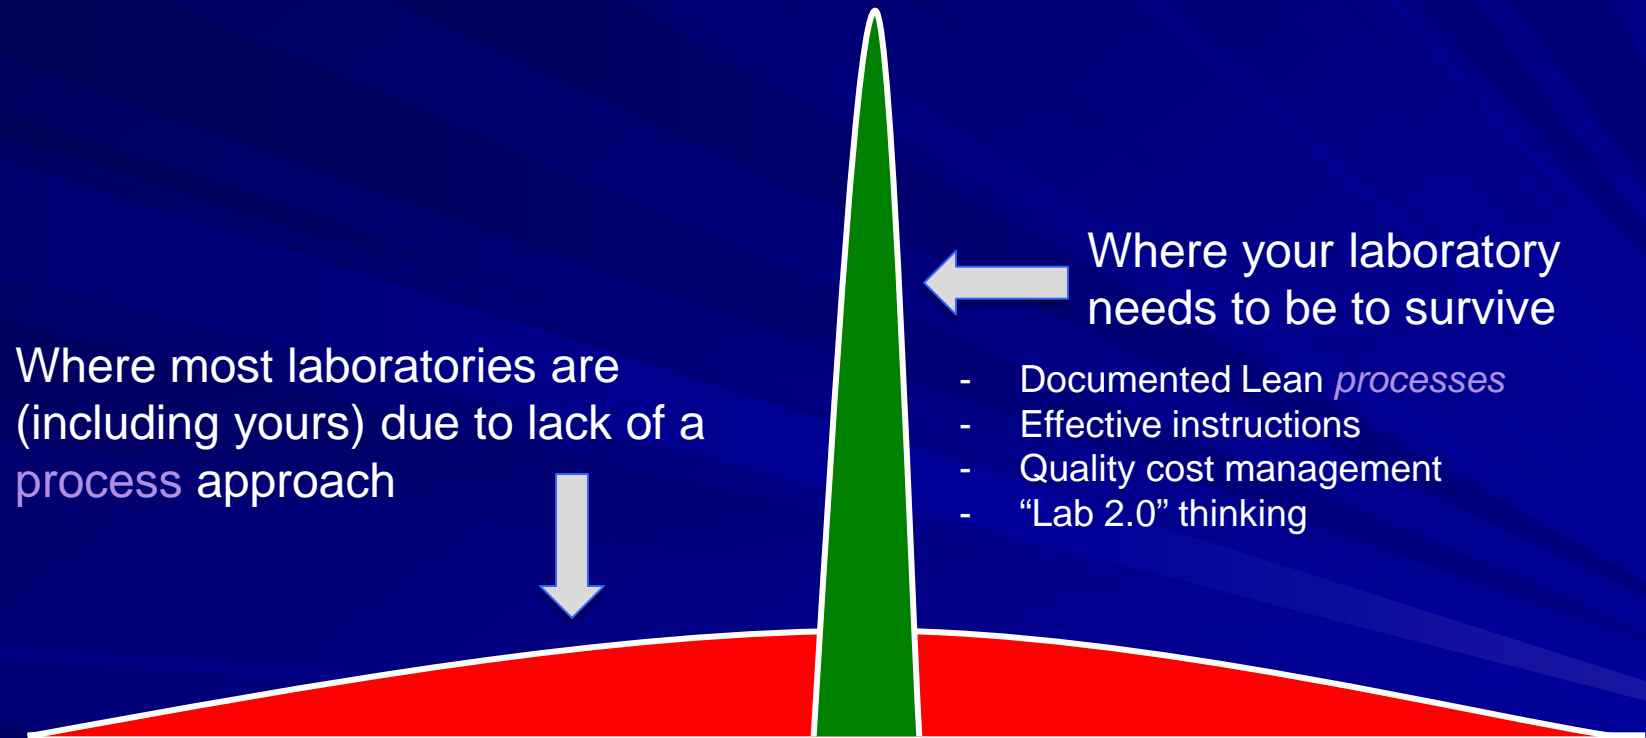 Where your laboratory
needs to be to survive
Where most laboratories are
(including yours) due to lack of a
process approach
- Documented Lean processes
- Effective instructions
- Quality cost management
- “Lab 2.0” thinking